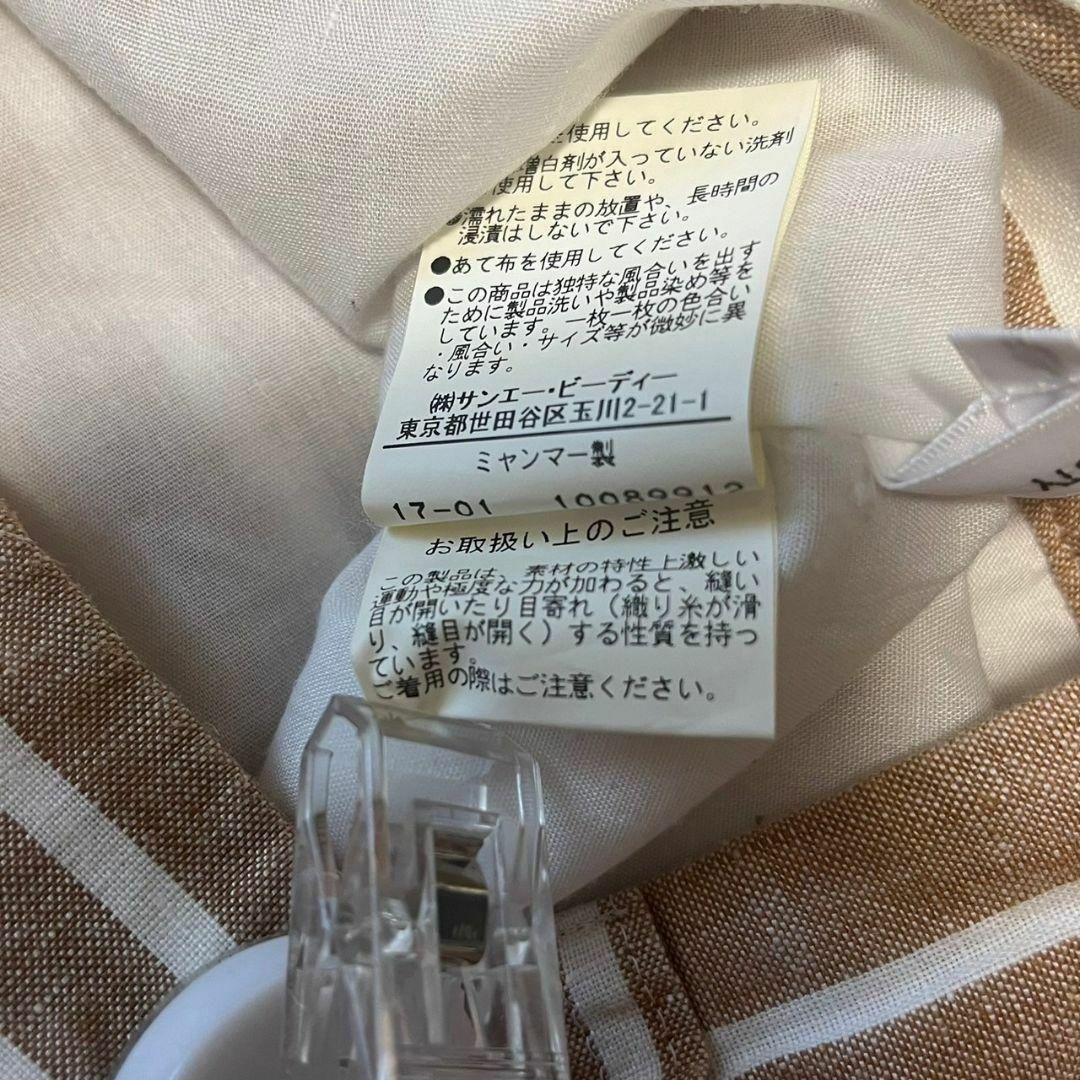 を使用してください。
増白剤が入っていない洗剤
使用して下さい。
●濡れたままの放置や、長時間の
浸漬はしないで下さい。
●あて布を使用してください。
●この商品は独特な風合いを出す
ために製品洗いや製品染め等を
しています。一枚一枚の色合い
・風合い・サイズ等が微妙に異
なります。
㈱サンエー・ビーディー
東京都世田谷区玉川2-21-1
ミャンマー製
17-01 10089912
お取扱い上のご注意
この製品は、素材の特性上激しい
運動や極度な力が加わると、縫い
目が開いたり目寄れ（織り糸が滑
り、縫目が開く）する性質を持っ
ています。
ご着用の際はご注意ください。